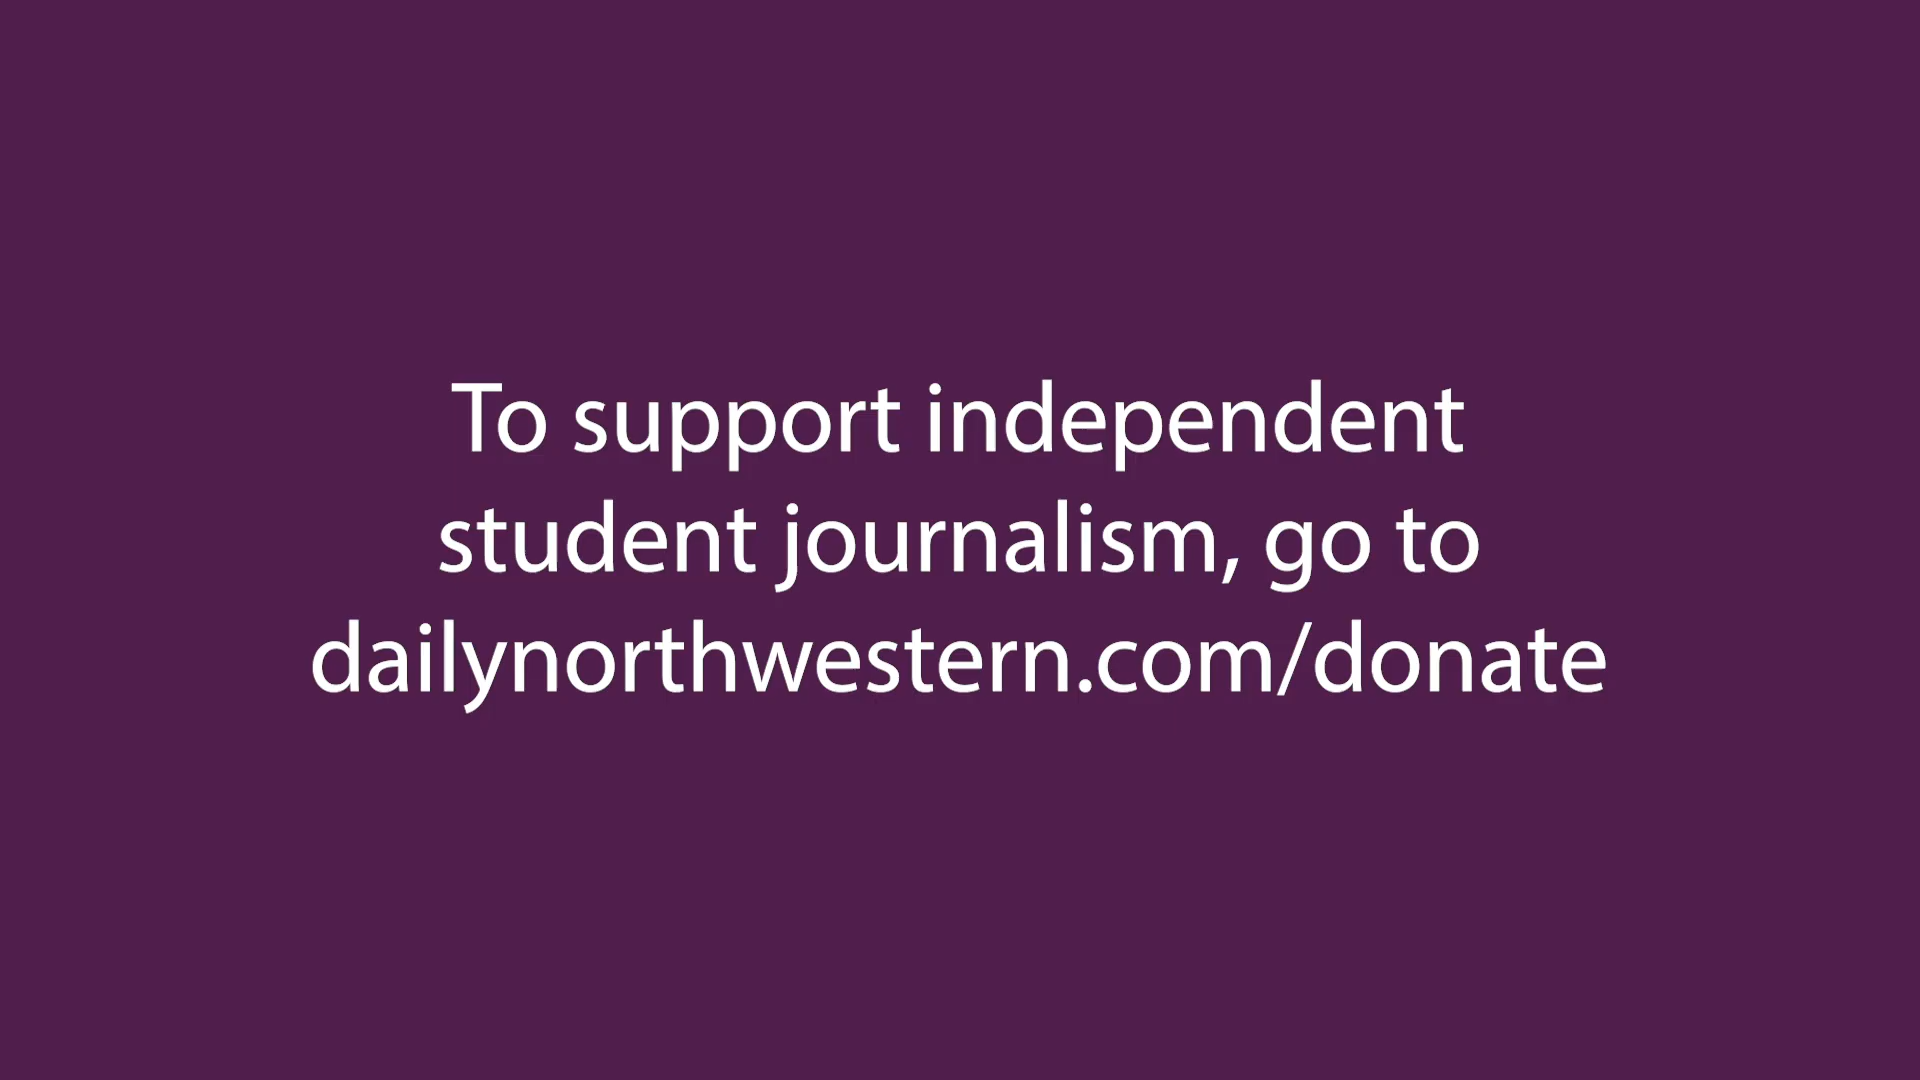 To support independent
student journalism, go to
dailynorthwestern.com/donate